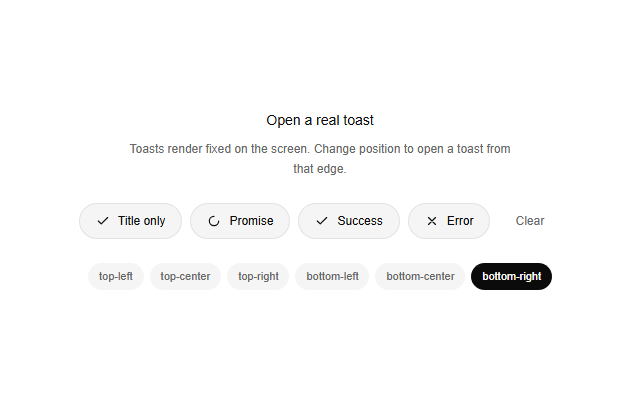 Open a real toast
Toasts render fixed on the screen. Change position to open a toast from
that edge.
Title only Promise Success Error Clear
top-left top-center top-right bottom-left bottom-center bottom-right